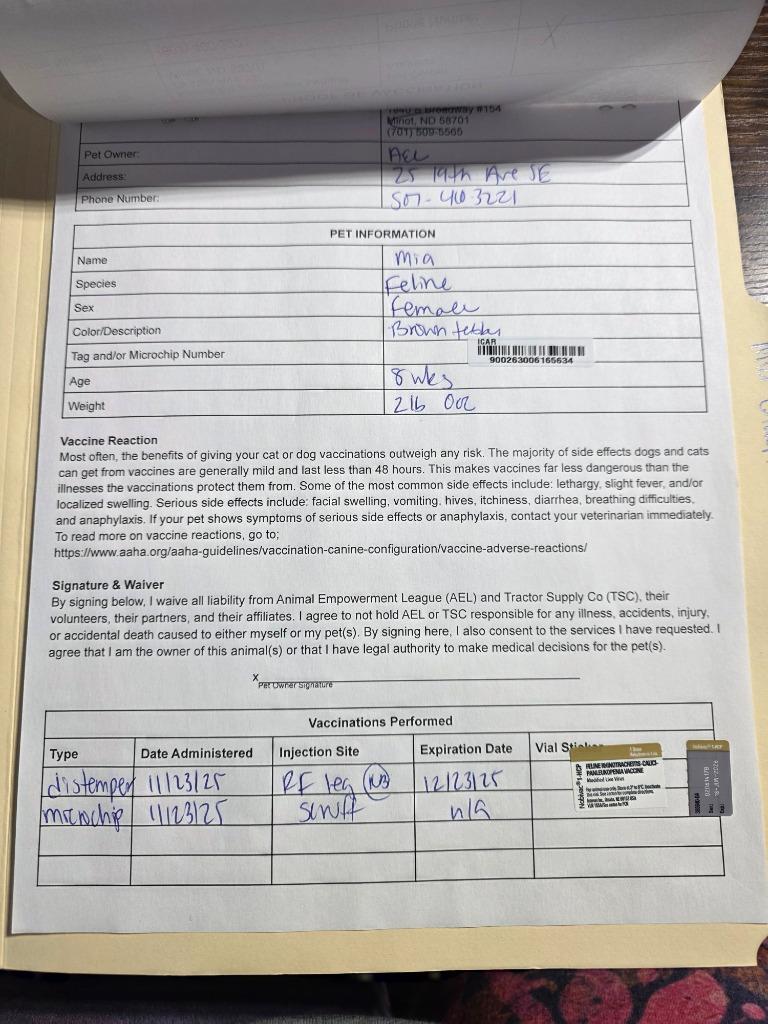 Minot, ND 58701
(701) 509-5565
Pet Owner: AEL
Address: 25 19th Ave SE
Phone Number:
PET INFORMATION
Name Mia
Species Feline
Sex Female
Color/Description Brown
Tag and/or Microchip Number ICAR
900263006165634
Age 8 wks
Weight 2lb 0oz
Vaccine Reaction
Most often, the benefits of giving your cat or dog vaccinations outweigh any risk. The majority of side effects dogs and cats
can get from vaccines are generally mild and last less than 48 hours. This makes vaccines far less dangerous than the
illnesses the vaccinations protect them from. Some of the most common side effects include: lethargy, slight fever, and/or
localized swelling. Serious side effects include: facial swelling, vomiting, hives, itchiness, diarrhea, breathing difficulties,
and anaphylaxis. If your pet shows symptoms of serious side effects or anaphylaxis, contact your veterinarian immediately.
To read more on vaccine reactions, go to;
https://www.aaha.org/aaha-guidelines/vaccination-canine-configuration/vaccine-adverse-reactions/
Signature & Waiver
By signing below, I waive all liability from Animal Empowerment League (AEL) and Tractor Supply Co (TSC), their
volunteers, their partners, and their affiliates. I agree to not hold AEL or TSC responsible for any illness, accidents, injury,
or accidental death caused to either myself or my pet(s). By signing here, I also consent to the services I have requested. I
agree that I am the owner of this animal(s) or that I have legal authority to make medical decisions for the pet(s).
X
Pet Owner Signature
Vaccinations Performed
Type Date Administered Injection Site Expiration Date Vial
distemper 11/23/25 RF leg 12/23/25
microchip 11/23/25 scruff n/a
Nobivac® 1-HCP
FELINE RHINOTRACHEITIS-CALICI-
PANLEUKOPENIA VACCINE
Modified Live Virus